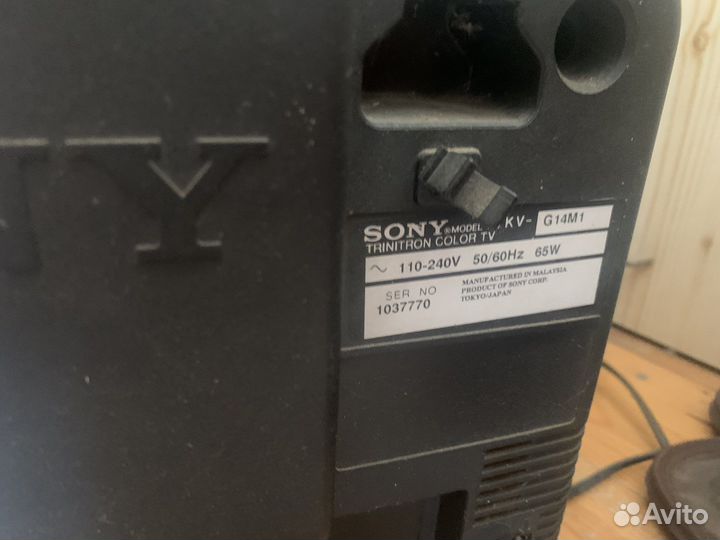 NY
SONY ® MODEL KV- G14M1
TRINITRON COLOR TV
~ 110-240V 50/60Hz 65W
SER. NO
1037770
MANUFACTURED IN MALAYSIA
PRODUCT OF SONY CORP.
TOKYO/JAPAN
Avito